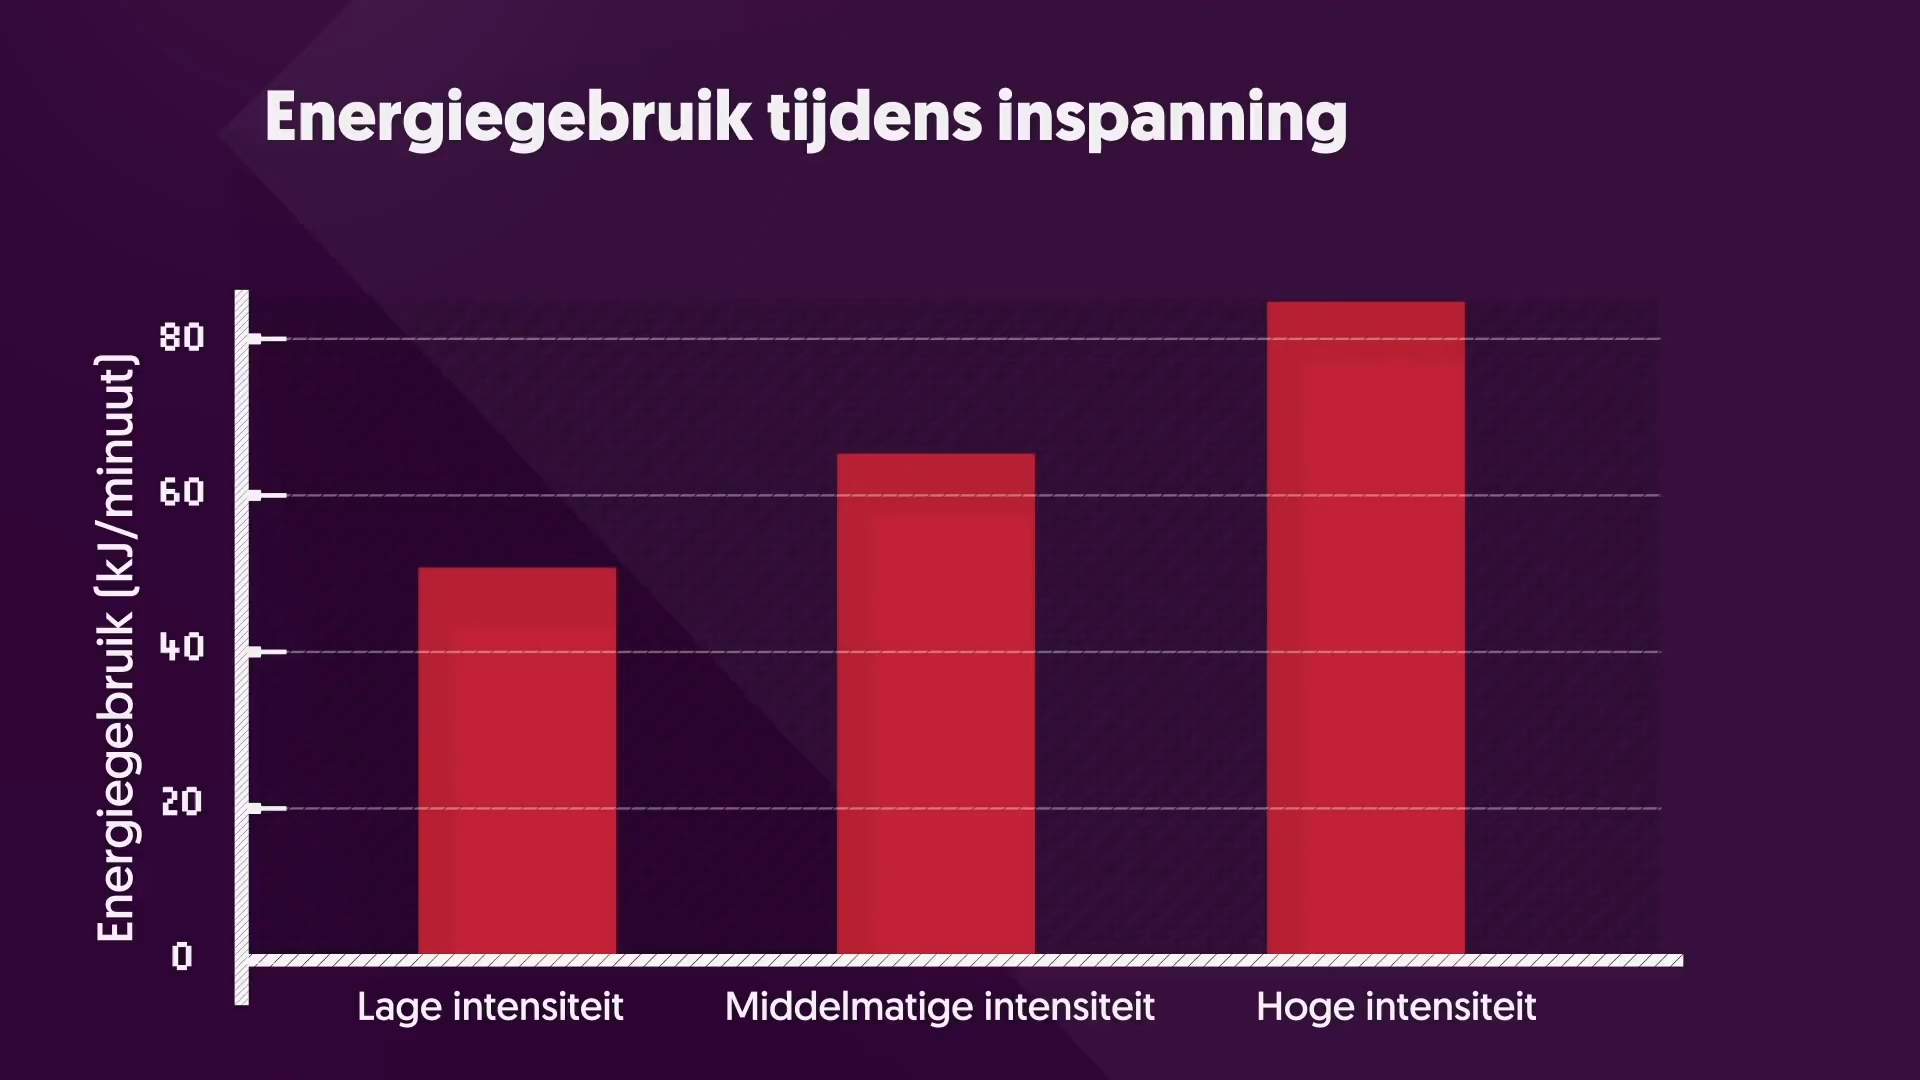 Energiegebruik tijdens inspanning
Energiegebruik (kJ/minuut)
80
60
40
20
0
Lage intensiteit
Middelmatige intensiteit
Hoge intensiteit